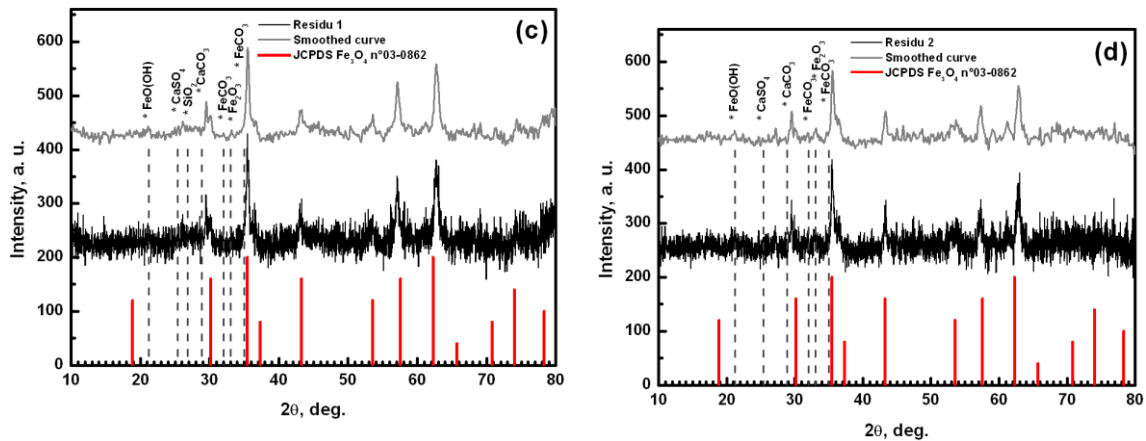 (c)
Residu 1
Smoothed curve
JCPDS Fe₃O₄ n°03-0862
* FeO(OH)
* CaSO₄
* SiO₂
* CaCO₃
* FeCO₃
* Fe₂O₃
* FeCO₃
Intensity, a. u.
600
500
400
300
200
100
0
10 20 30 40 50 60 70 80
2θ, deg.
(d)
Residu 2
Smoothed curve
JCPDS Fe₃O₄ n°03-0862
* FeO(OH)
* CaSO₄
* CaCO₃
* FeCO₃
* Fe₂O₃
* FeCO₃
Intensity, a. u.
600
500
400
300
200
100
0
10 20 30 40 50 60 70 80
2θ, deg.